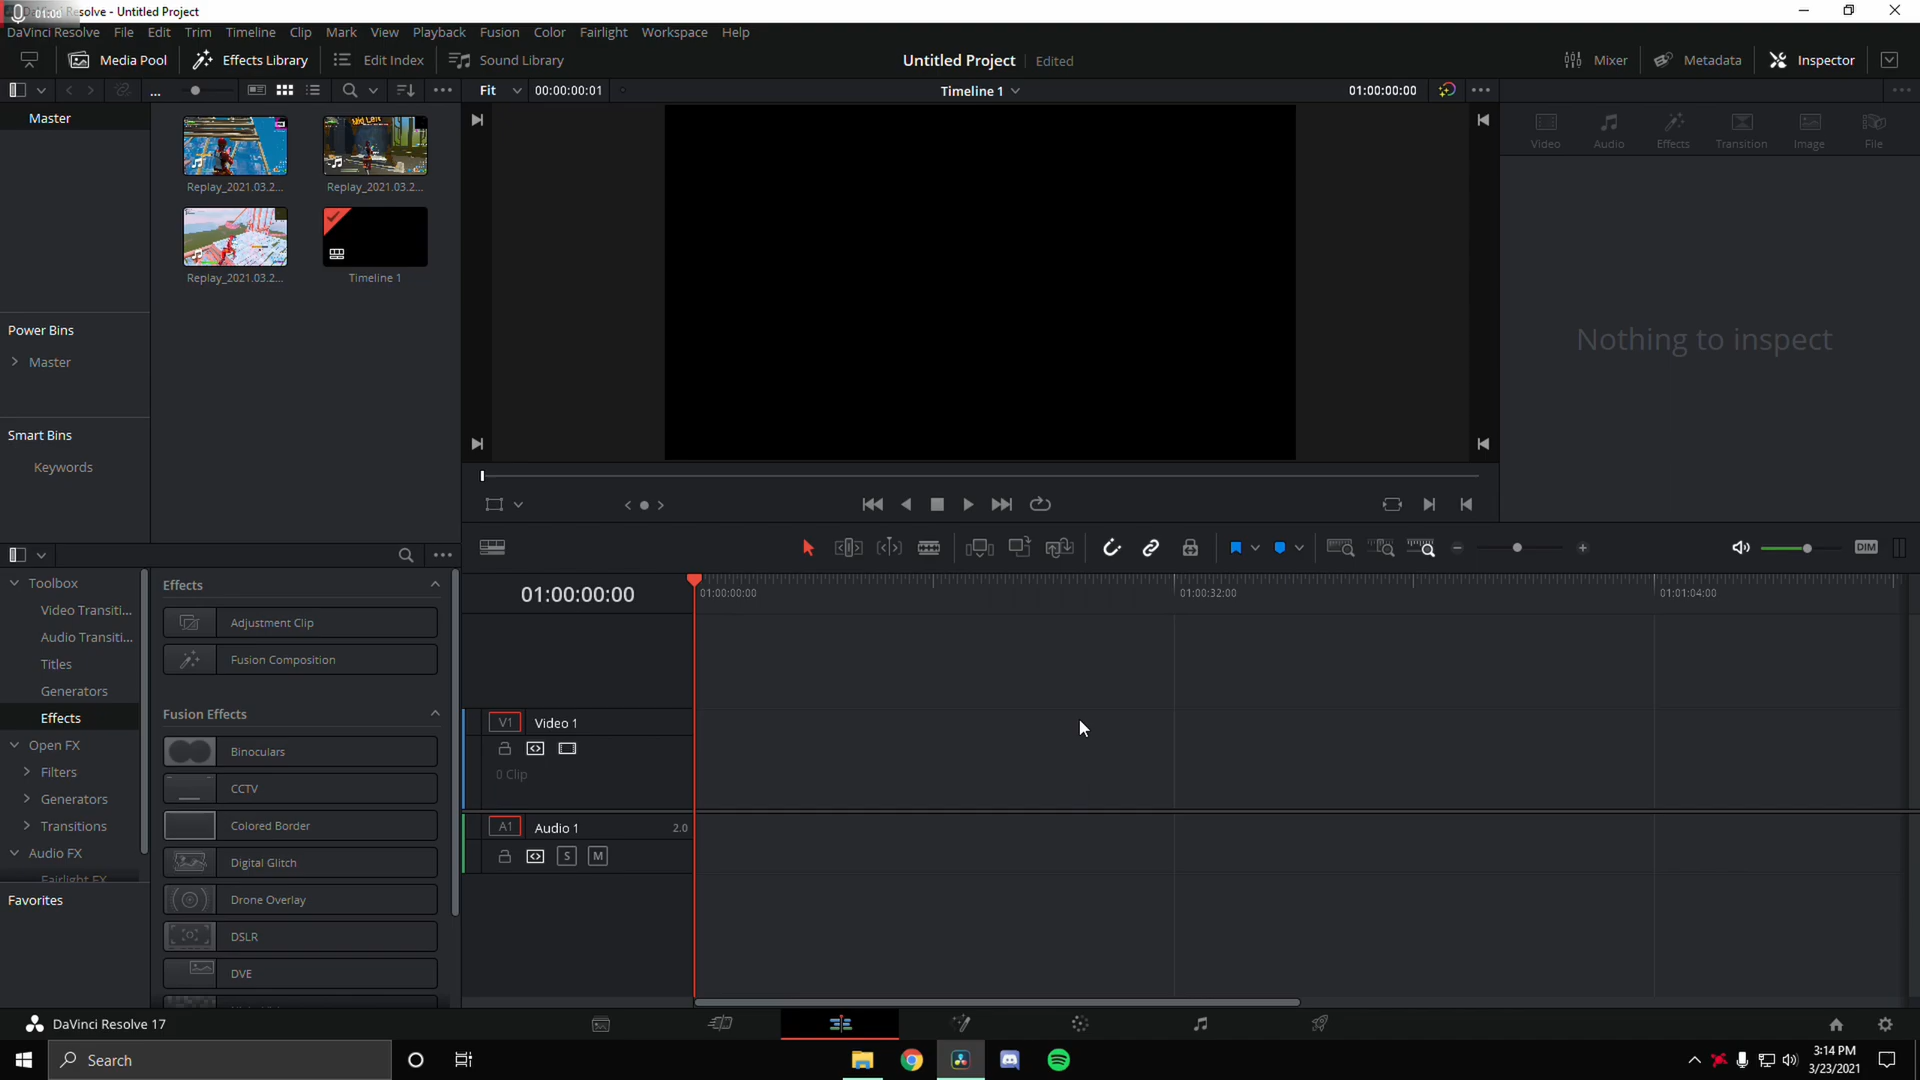 01:06
Resolve - Untitled Project
DaVinci Resolve File Edit Trim Timeline Clip Mark View Playback Fusion Color Fairlight Workspace Help
Media Pool Effects Library Edit Index Sound Library Untitled Project Edited Mixer Metadata Inspector
... Fit 00:00:00:01 Timeline 1 01:00:00:00
Master
Video Audio Effects Transition Image File
Replay_2021.03.2... Replay_2021.03.2...
Replay_2021.03.2... Timeline 1
Power Bins
Master
Nothing to inspect
Smart Bins
Keywords
DIM
Toolbox
Video Transiti...
Audio Transiti...
Titles
Generators
Effects
Open FX
Filters
Generators
Transitions
Audio FX
Fairlight FX
Favorites
Effects
Adjustment Clip
Fusion Composition
Fusion Effects
Binoculars
CCTV
Colored Border
Digital Glitch
Drone Overlay
DSLR
DVE
01:00:00:00 01:00:00:00 01:00:32:00 01:01:04:00
V1 Video 1
0 Clip
A1 Audio 1 2.0
S M
DaVinci Resolve 17
Search
3:14 PM
3/23/2021